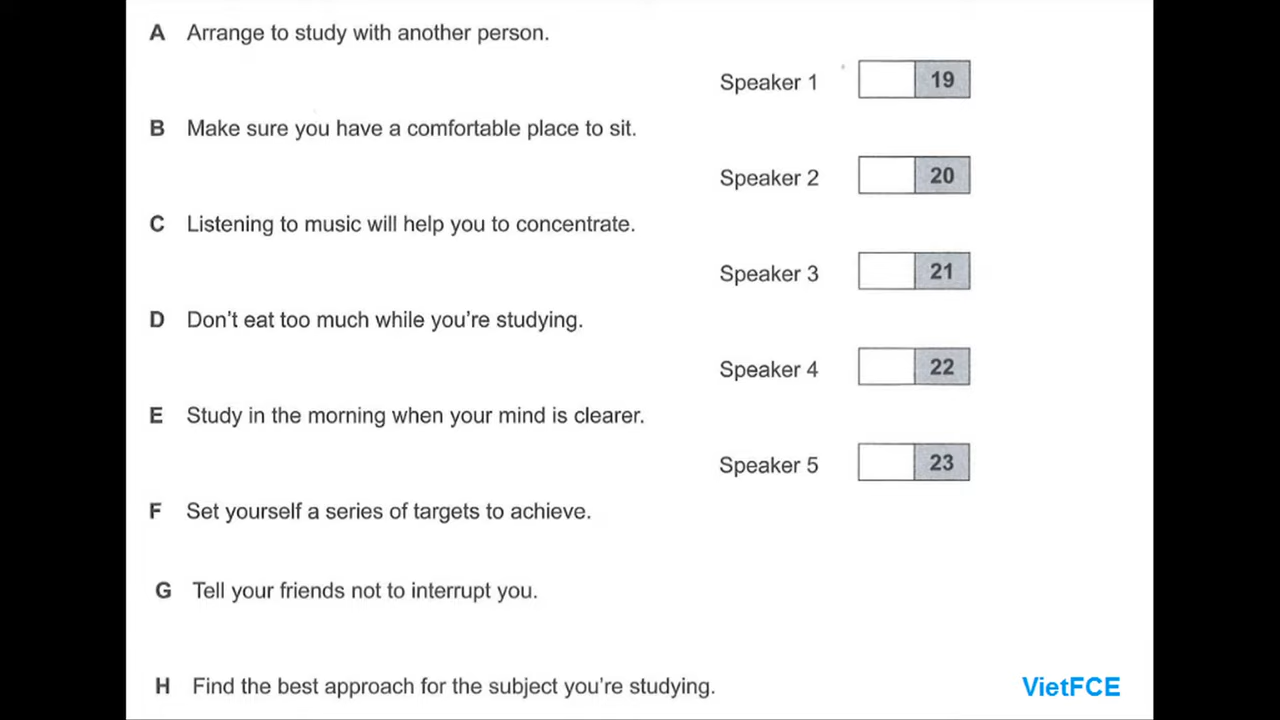 A Arrange to study with another person.
Speaker 1 19
B Make sure you have a comfortable place to sit.
Speaker 2 20
C Listening to music will help you to concentrate.
Speaker 3 21
D Don't eat too much while you're studying.
Speaker 4 22
E Study in the morning when your mind is clearer.
Speaker 5 23
F Set yourself a series of targets to achieve.
G Tell your friends not to interrupt you.
H Find the best approach for the subject you're studying.
VietFCE